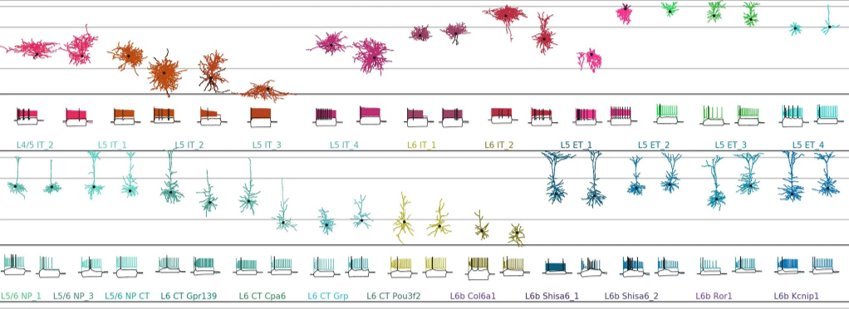 L4/5 IT_2 L5 IT_1 L5 IT_2 L5 IT_3 L5 IT_4 L6 IT_1 L6 IT_2 L5 ET_1 L5 ET_2 L5 ET_3 L5 ET_4
L5/6 NP_1 L5/6 NP_3 L5/6 NP CT L6 CT Gpr139 L6 CT Cpa6 L6 CT Grp L6 CT Pou3f2 L6b Col6a1 L6b Shisa6_1 L6b Shisa6_2 L6b Ror1 L6b Kcnip1